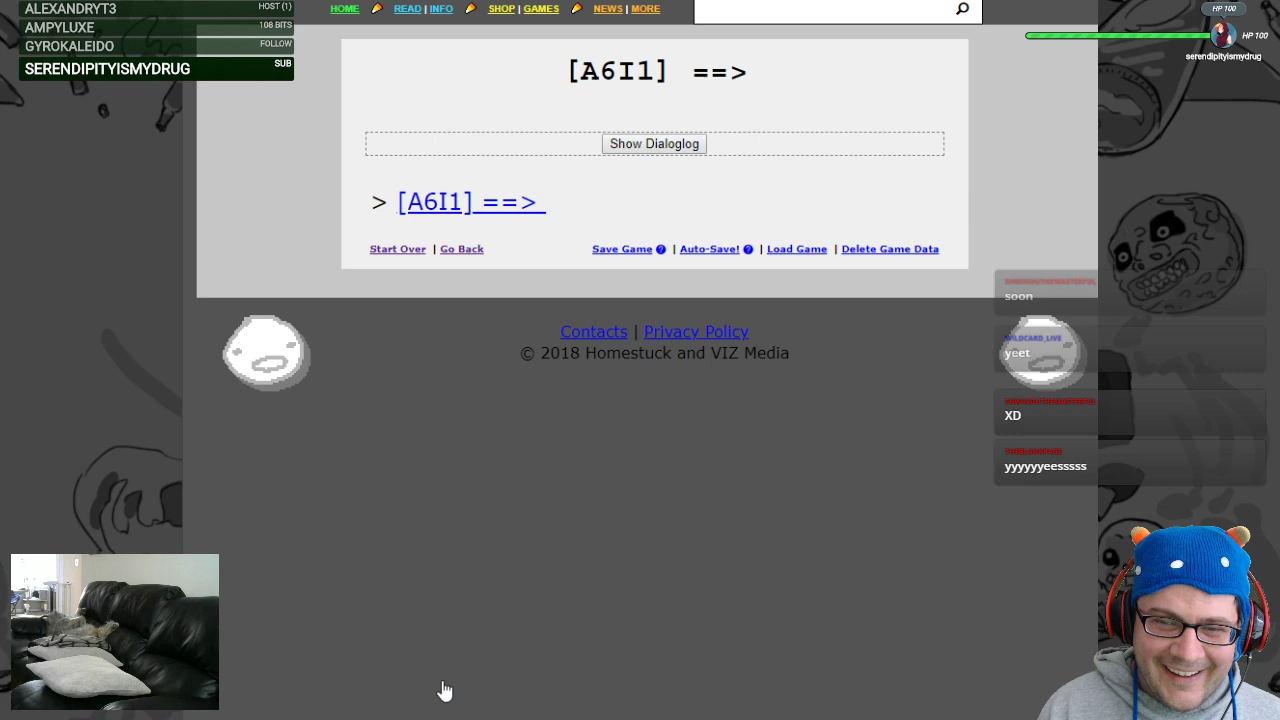 ALEXANDRYT3 HOST (1)
AMPYLUXE 108 BITS
GYROKALEIDO FOLLOW
SERENDIPITYISMYDRUG SUB
HOME READ | INFO SHOP | GAMES NEWS | MORE
HP 100
HP 100
serendipityismydrug
[A6I1] ==>
Show Dialoglog
> [A6I1] ==>
Start Over | Go Back Save Game ? | Auto-Save! ? | Load Game | Delete Game Data
soon
WILDCARD_LIVE
yeet
XD
yyyyyyeesssss
Contacts | Privacy Policy
© 2018 Homestuck and VIZ Media